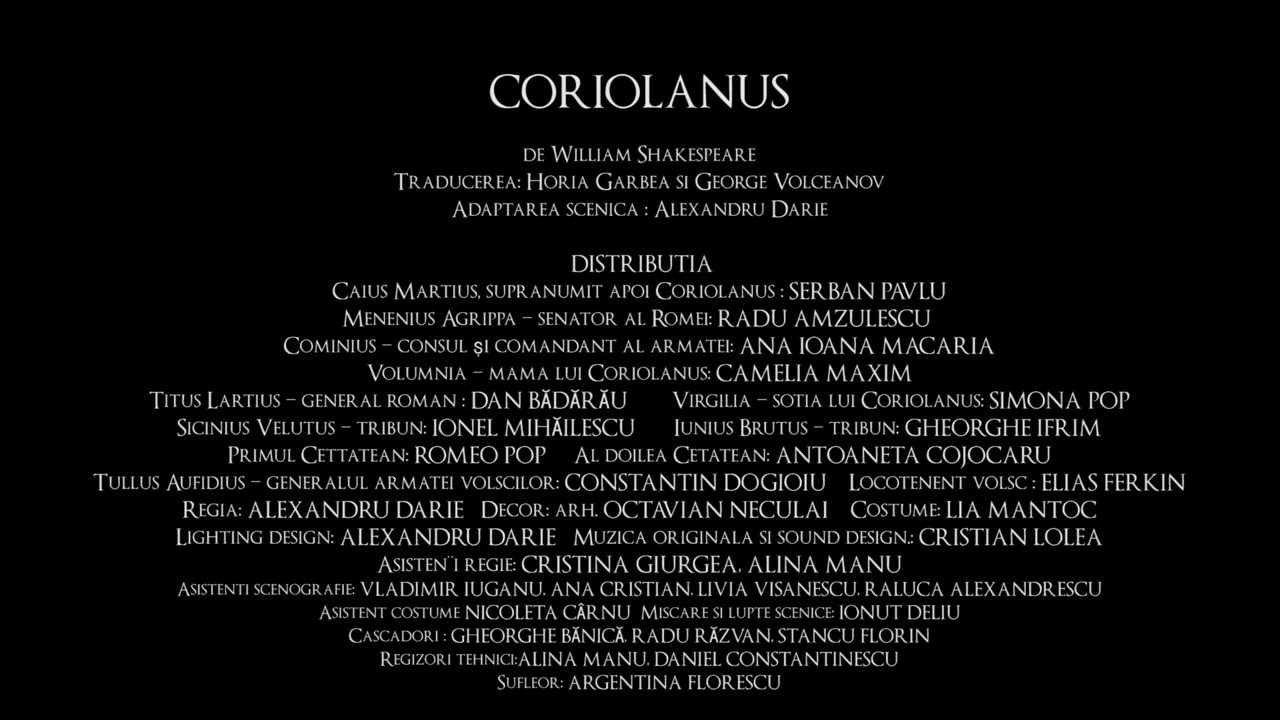 CORIOLANUS
DE WILLIAM SHAKESPEARE
TRADUCEREA: HORIA GARBEA SI GEORGE VOLCEANOV
ADAPTAREA SCENICA : ALEXANDRU DARIE
DISTRIBUTIA
CAIUS MARTIUS, SUPRANUMIT APOI CORIOLANUS : SERBAN PAVLU
MENENIUS AGRIPPA – SENATOR AL ROMEI: RADU AMZULESCU
COMINIUS – CONSUL ȘI COMANDANT AL ARMATEI: ANA IOANA MACARIA
VOLUMNIA – MAMA LUI CORIOLANUS: CAMELIA MAXIM
TITUS LARTIUS – GENERAL ROMAN : DAN BĂDĂRĂU VIRGILIA – SOTIA LUI CORIOLANUS: SIMONA POP
SICINIUS VELUTUS – TRIBUN: IONEL MIHĂILESCU IUNIUS BRUTUS – TRIBUN: GHEORGHE IFRIM
PRIMUL CETTATEAN: ROMEO POP AL DOILEA CETATEAN: ANTOANETA COJOCARU
TULLUS AUFIDIUS – GENERALUL ARMATEI VOLSCILOR: CONSTANTIN DOGIOIU LOCOTENENT VOLSC : ELIAS FERKIN
REGIA: ALEXANDRU DARIE DECOR: ARH. OCTAVIAN NECULAI COSTUME: LIA MANTOC
LIGHTING DESIGN: ALEXANDRU DARIE MUZICA ORIGINALA SI SOUND DESIGN.: CRISTIAN LOLEA
ASISTEN¨I REGIE: CRISTINA GIURGEA, ALINA MANU
ASISTENTI SCENOGRAFIE: VLADIMIR IUGANU, ANA CRISTIAN, LIVIA VISANESCU, RALUCA ALEXANDRESCU
ASISTENT COSTUME NICOLETA CÂRNU MISCARE SI LUPTE SCENICE: IONUT DELIU
CASCADORI : GHEORGHE BĂNICĂ, RADU RĂZVAN, STANCU FLORIN
REGIZORI TEHNICI:ALINA MANU, DANIEL CONSTANTINESCU
SUFLEOR: ARGENTINA FLORESCU